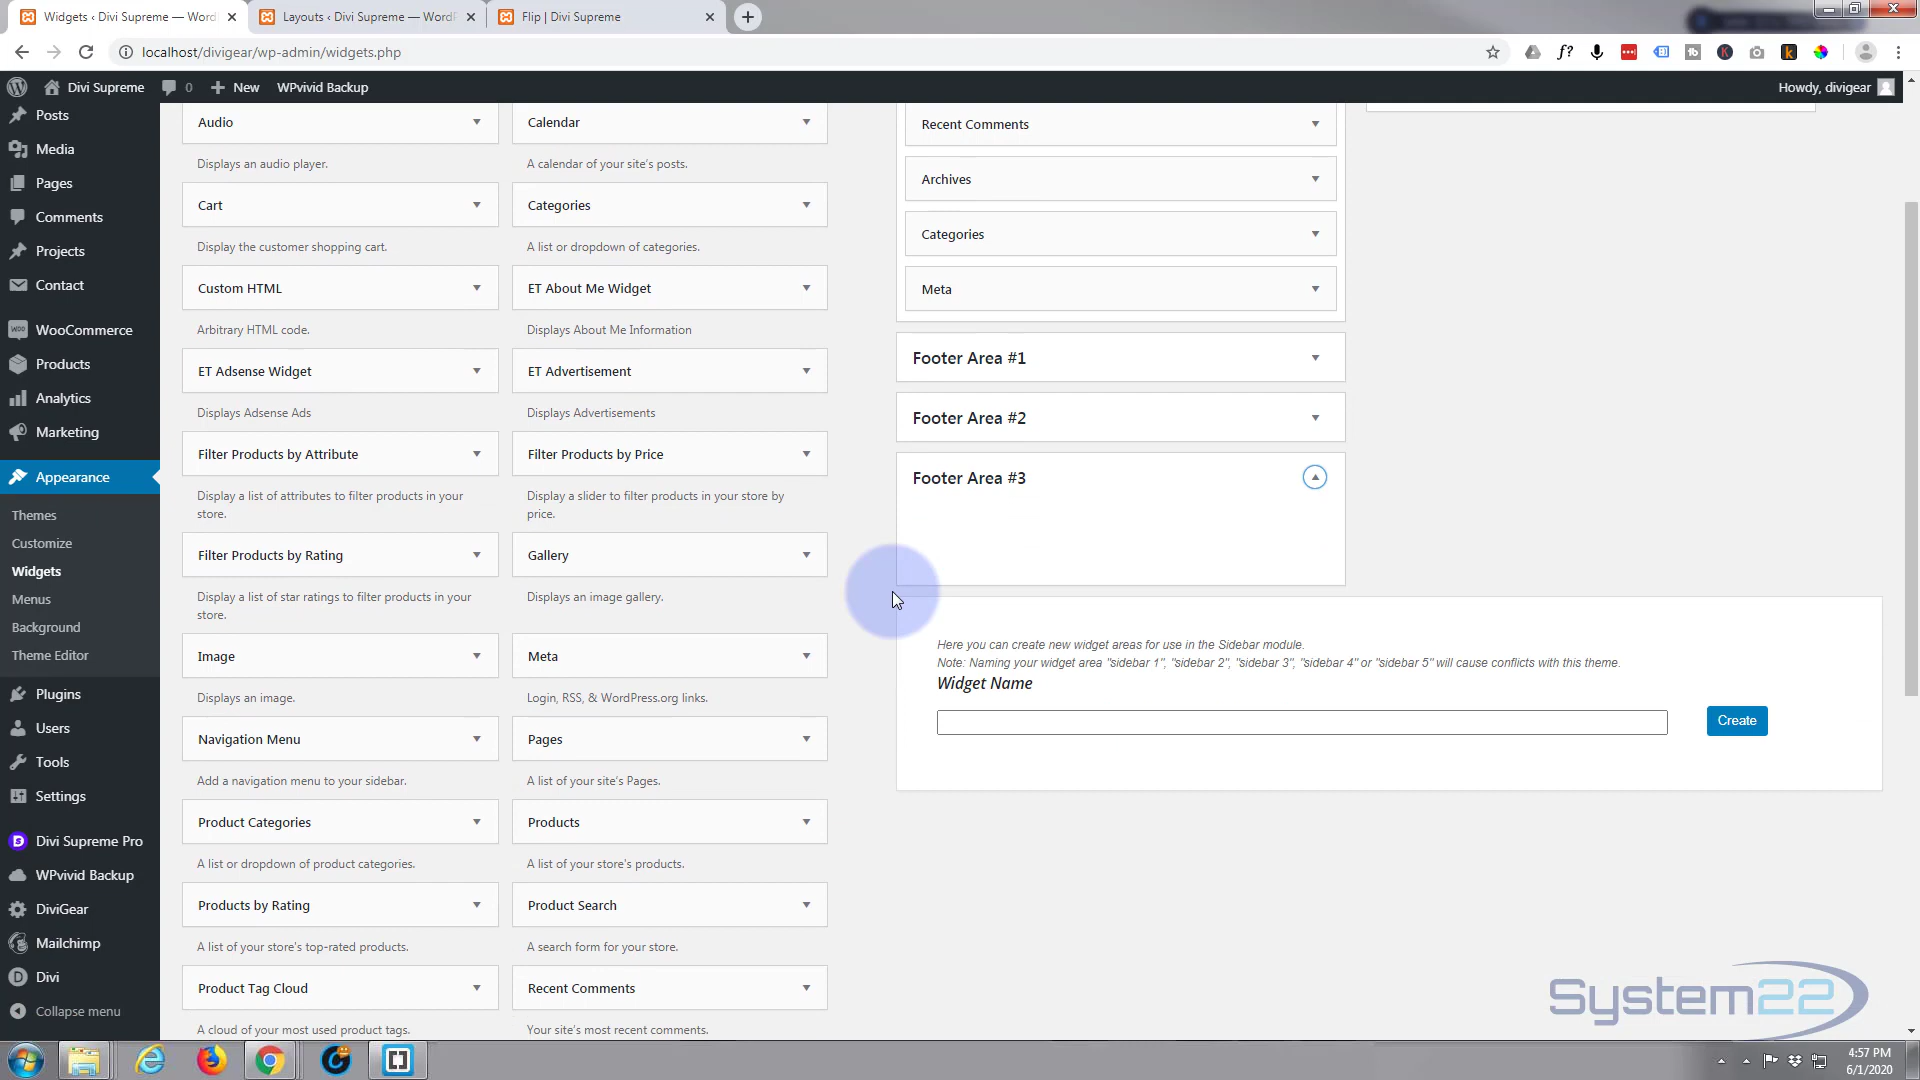 Widgets ‹ Divi Supreme — Word
Layouts ‹ Divi Supreme — WordP
Flip | Divi Supreme
localhost/divigear/wp-admin/widgets.php
f?
Divi Supreme
0
New
WPvivid Backup
Howdy, divigear
Posts
Media
Pages
Comments
Projects
Contact
WooCommerce
Products
Analytics
Marketing
Appearance
Themes
Customize
Widgets
Menus
Background
Theme Editor
Plugins
Users
Tools
Settings
Divi Supreme Pro
WPvivid Backup
DiviGear
Mailchimp
Divi
Collapse menu
Audio
Displays an audio player.
Calendar
A calendar of your site's posts.
Cart
Display the customer shopping cart.
Categories
A list or dropdown of categories.
Custom HTML
Arbitrary HTML code.
ET About Me Widget
Displays About Me Information
ET Adsense Widget
Displays Adsense Ads
ET Advertisement
Displays Advertisements
Filter Products by Attribute
Display a list of attributes to filter products in your
store.
Filter Products by Price
Display a slider to filter products in your store by
price.
Filter Products by Rating
Display a list of star ratings to filter products in your
store.
Gallery
Displays an image gallery.
Image
Displays an image.
Meta
Login, RSS, & WordPress.org links.
Navigation Menu
Add a navigation menu to your sidebar.
Pages
A list of your site's Pages.
Product Categories
A list or dropdown of product categories.
Products
A list of your store's products.
Products by Rating
A list of your store's top-rated products.
Product Search
A search form for your store.
Product Tag Cloud
A cloud of your most used product tags.
Recent Comments
Your site's most recent comments.
Recent Comments
Archives
Categories
Meta
Footer Area #1
Footer Area #2
Footer Area #3
Here you can create new widget areas for use in the Sidebar module.
Note: Naming your widget area "sidebar 1", "sidebar 2", "sidebar 3", "sidebar 4" or "sidebar 5" will cause conflicts with this theme.
Widget Name
Create
System22
4:57 PM
6/1/2020